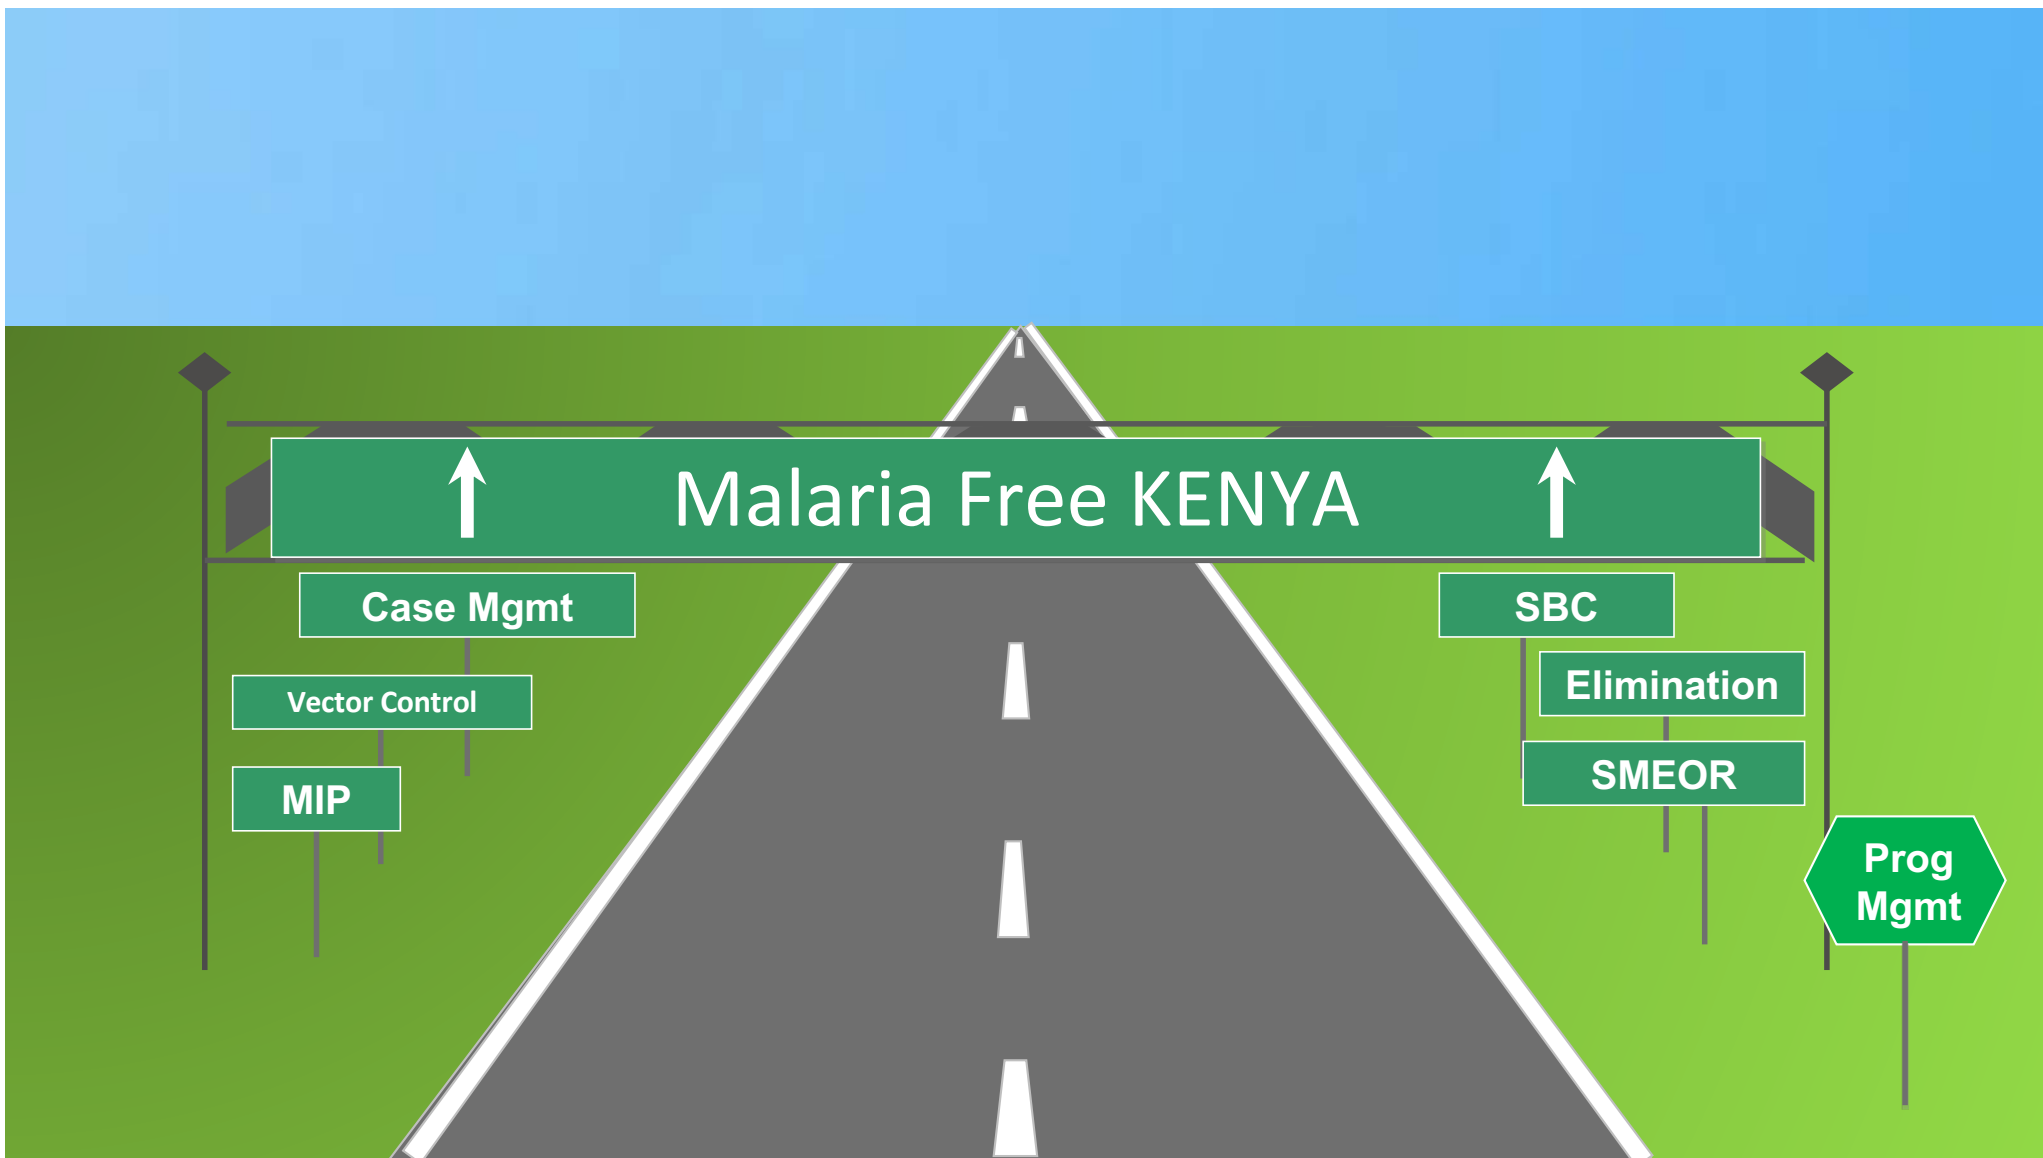 Malaria Free KENYA
Case Mgmt
SBC
Vector Control
Elimination
MIP
SMEOR
Prog
Mgmt